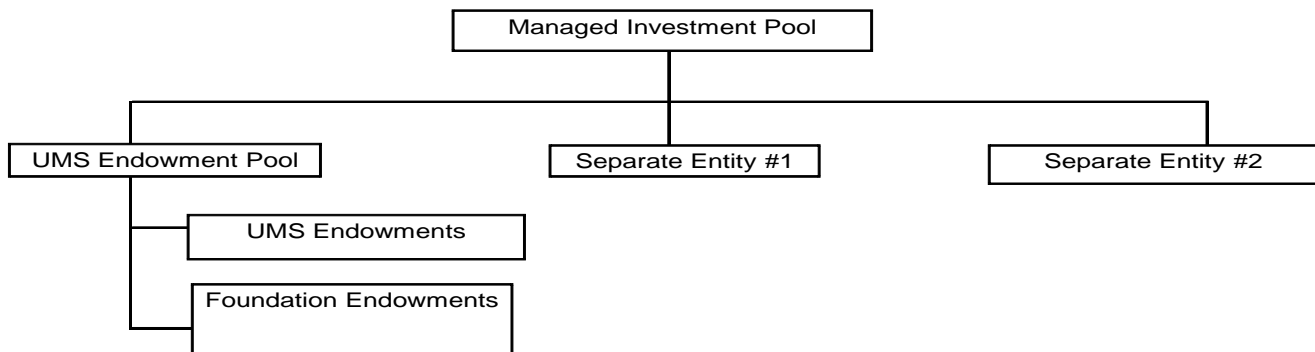 Managed Investment Pool
UMS Endowment Pool
Separate Entity #1
Separate Entity #2
UMS Endowments
Foundation Endowments